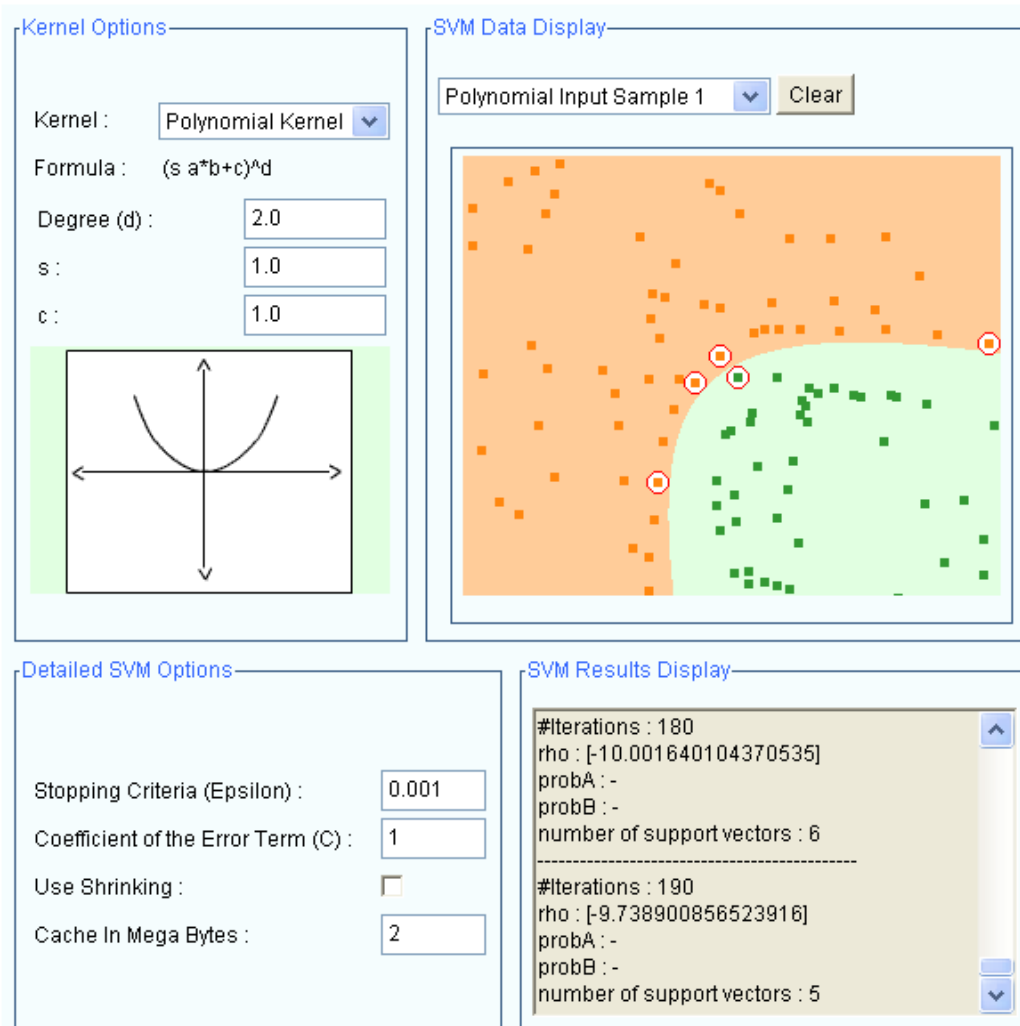 Kernel Options
Kernel : Polynomial Kernel
Formula : (s a*b+c)^d
Degree (d) : 2.0
s : 1.0
c : 1.0
SVM Data Display
Polynomial Input Sample 1 Clear
Detailed SVM Options
Stopping Criteria (Epsilon) : 0.001
Coefficient of the Error Term (C) : 1
Use Shrinking :
Cache In Mega Bytes : 2
SVM Results Display
#Iterations : 180
rho : [-10.001640104370535]
probA : -
probB : -
number of support vectors : 6
--------------------------------------------
#Iterations : 190
rho : [-9.738900856523916]
probA : -
probB : -
number of support vectors : 5